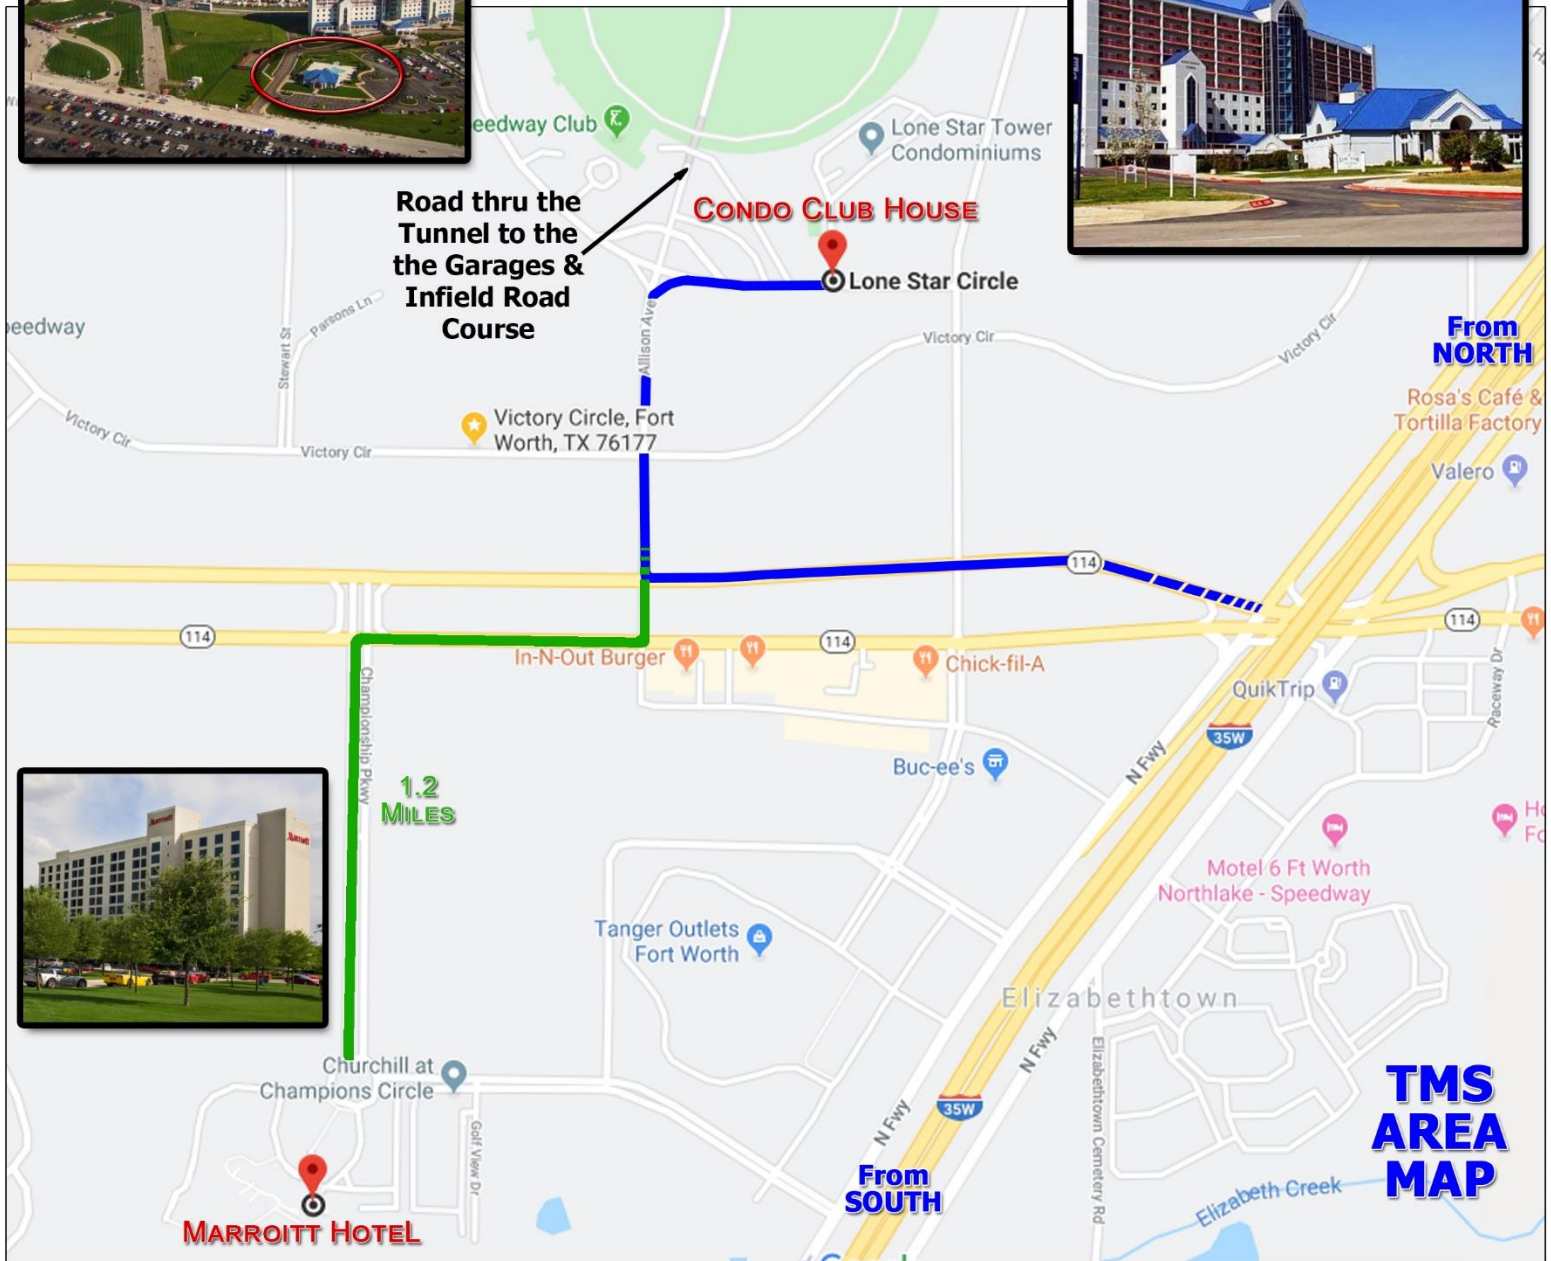 eedway Club
Lone Star Tower
Condominiums
Road thru the
Tunnel to the
the Garages &
Infield Road
Course
CONDO CLUB HOUSE
Lone Star Circle
peedway
Parsons Ln
Stewart St
Allison Ave
Victory Cir
Victory Cir
From
NORTH
Rosa's Café &
Tortilla Factory
Victory Circle, Fort
Worth, TX 76177
Victory Cir
Victory Cir
Valero
114
114
114
114
In-N-Out Burger
Chick-fil-A
QuikTrip
Raceway Dr
35W
Championship Pkwy
N Fwy
Buc-ee's
1.2
MILES
Marriott
Marriott
Motel 6 Ft Worth
Northlake - Speedway
Ho
Fo
Tanger Outlets
Fort Worth
Elizabethtown
N Fwy
Elizabethtown Cemetery Rd
Churchill at
Champions Circle
35W
N Fwy
Golf View Dr
TMS
AREA
MAP
From
SOUTH
Elizabeth Creek
MARROITT HOTEL